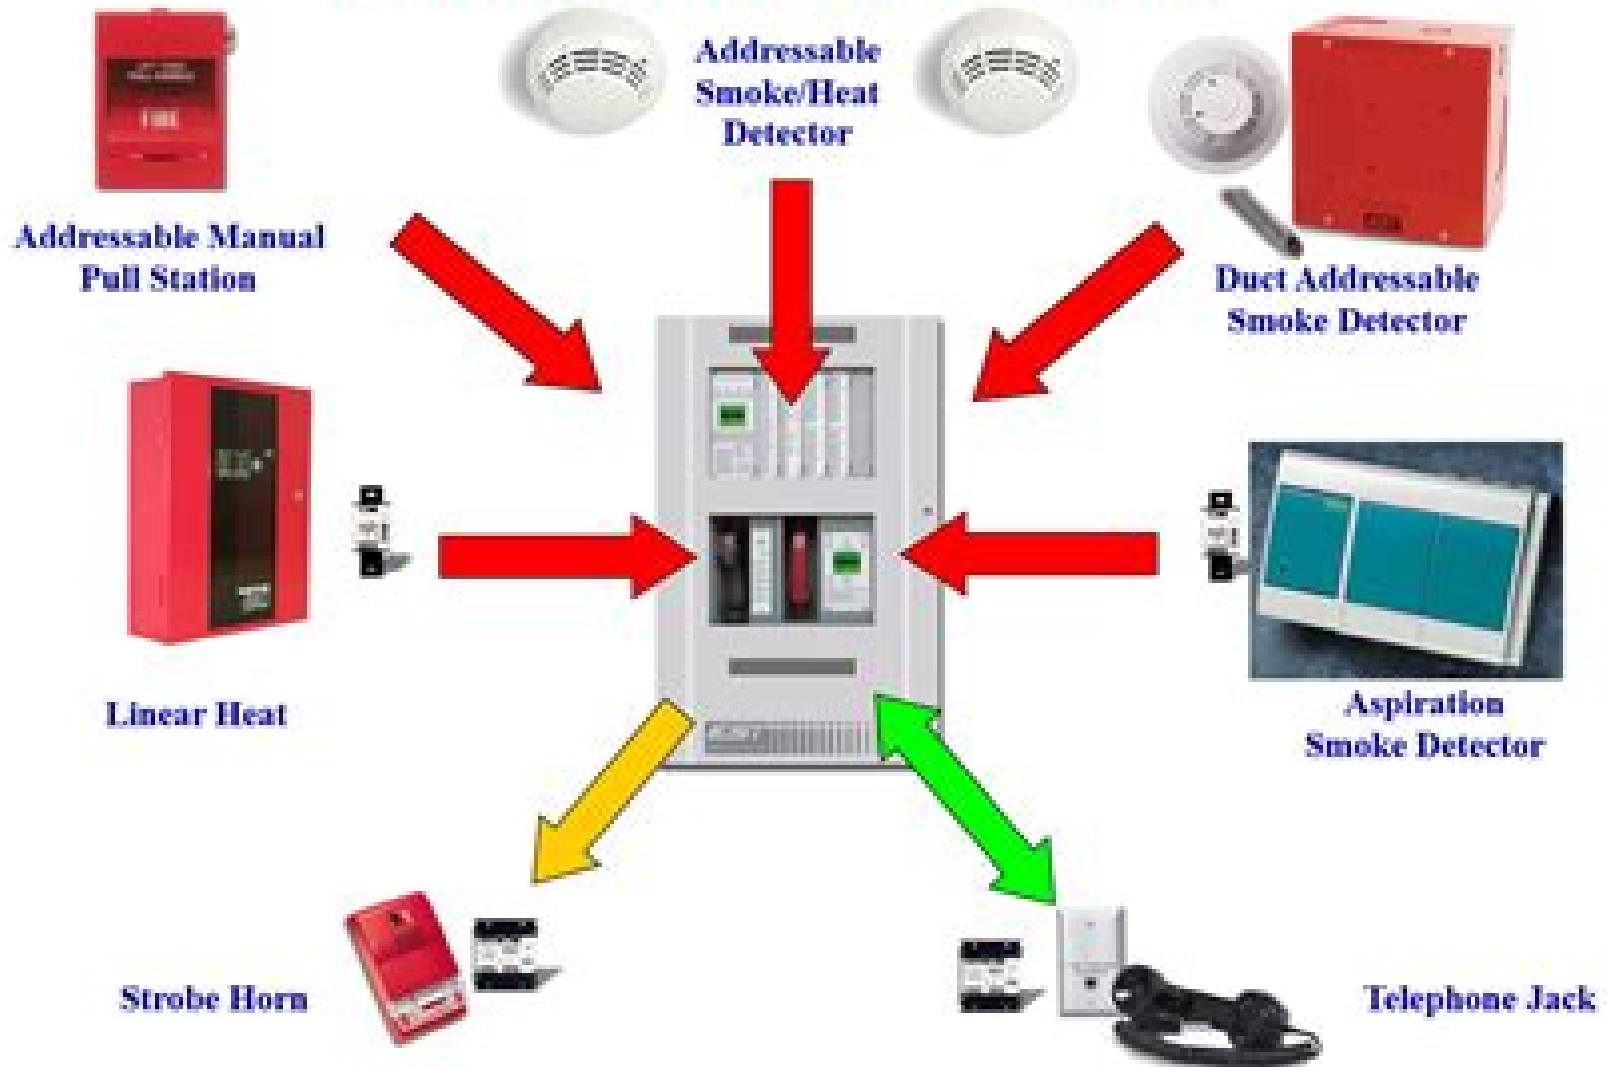 Addressable
Smoke/Heat
Detector
FIRE
Addressable Manual
Pull Station
Duct Addressable
Smoke Detector
Linear Heat
Aspiration
Smoke Detector
Strobe Horn
Telephone Jack